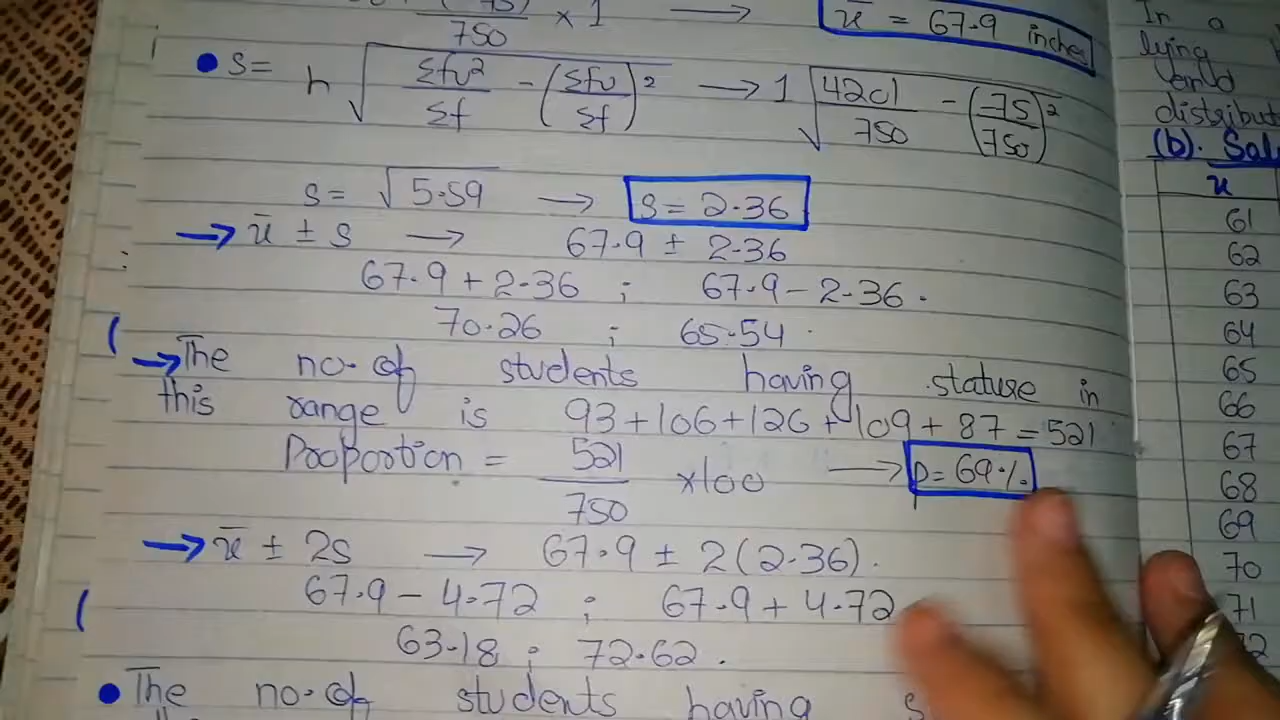 750 × 1 → x̄ = 67.9 inches
• S= h √ Σfu²/Σf − (Σfu/Σf)² → 1 √ 4201/750 − (−75/750)²
S= √5.59 → S = 2.36
→ x̄ ± S → 67.9 ± 2.36
67.9 + 2.36 ; 67.9 − 2.36.
70.26 ; 65.54.
→ The no. of students having stature in
this range is 93+106+126+109+87 = 521
Proportion = 521/750 ×100 → p= 69%.
→ x̄ ± 2S → 67.9 ± 2(2.36).
67.9 − 4.72 ; 67.9 + 4.72
63.18 ; 72.62.
• The no. of students having
In a
lying
and
distribut
(b). Sal
x
61
62
63
64
65
66
67
68
69
70
71